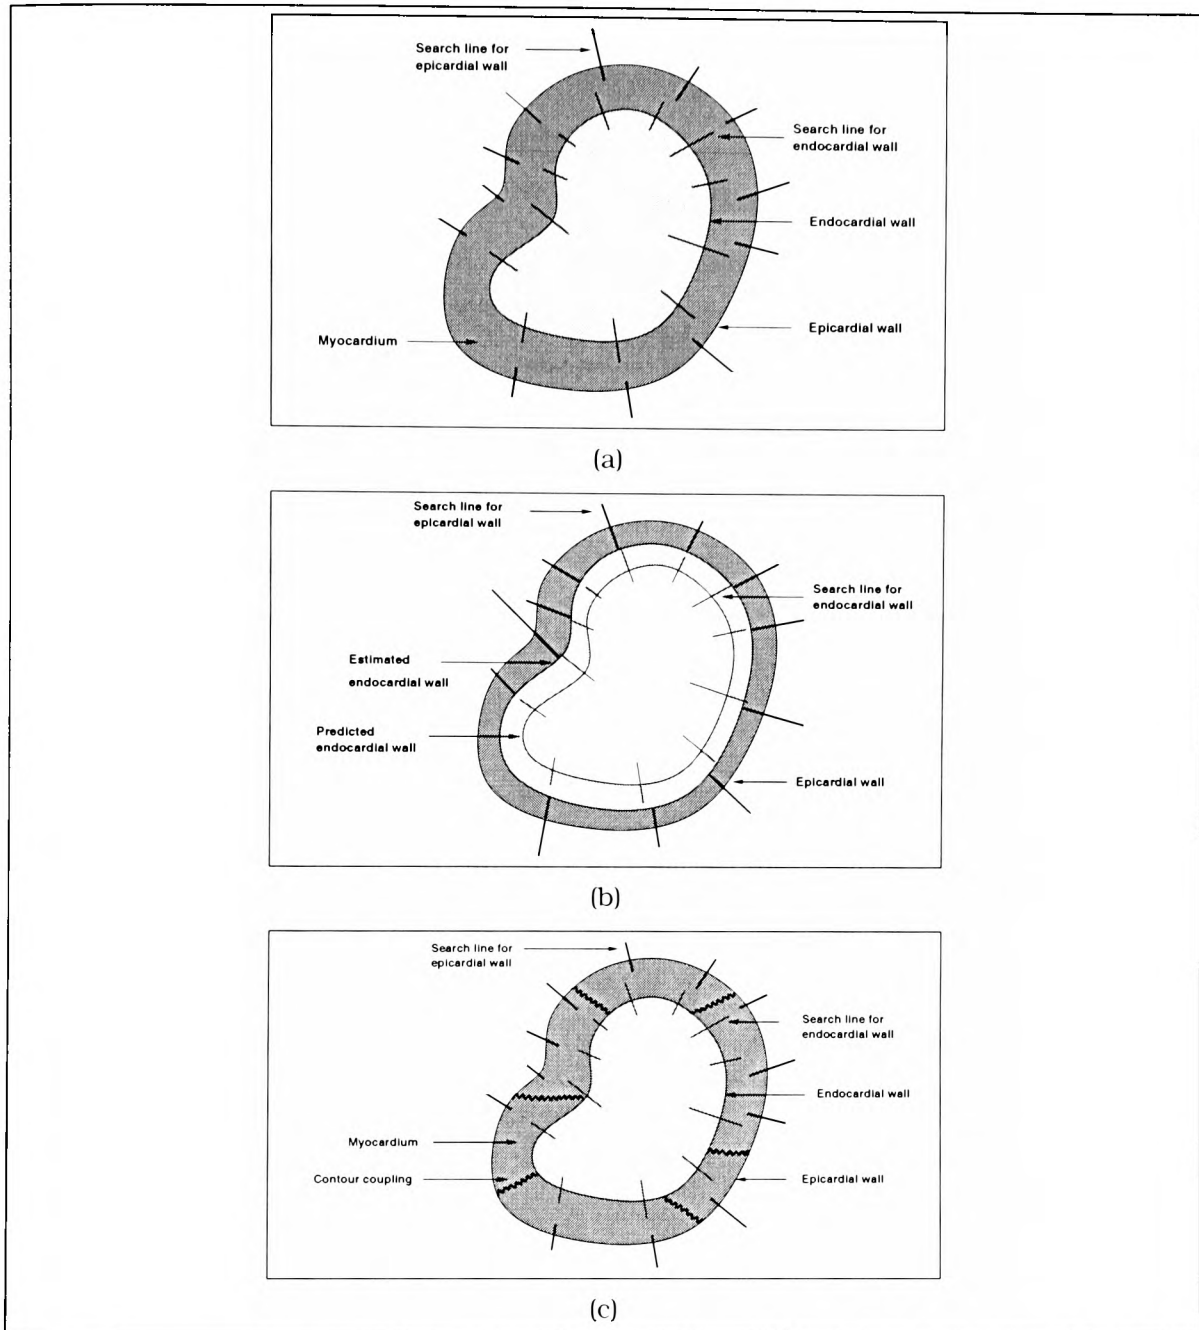 Search line for
epicardial wall
Search line for
endocardial wall
Endocardial wall
Epicardial wall
Myocardium
(a)
Search line for
epicardial wall
Search line for
endocardial wall
Estimated
endocardial wall
Predicted
endocardial wall
Epicardial wall
(b)
Search line for
epicardial wall
Search line for
endocardial wall
Endocardial wall
Myocardium
Contour coupling
Epicardial wall
(c)